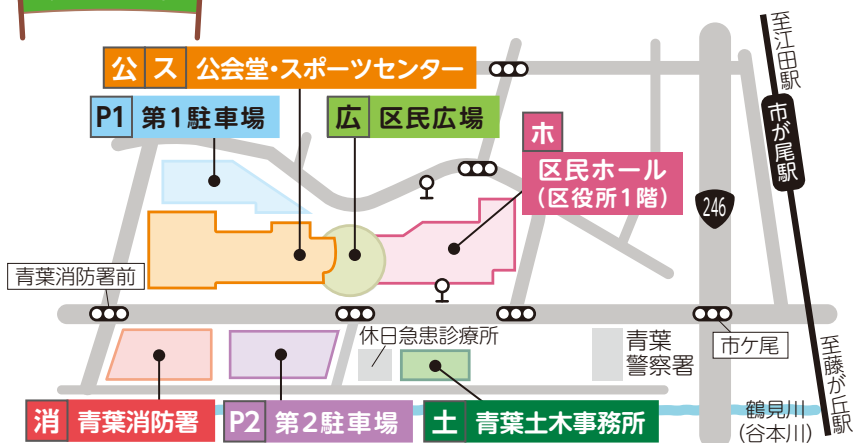 至江田駅
公 ス 公会堂・スポーツセンター
P1 第1駐車場
広 区民広場
市が尾駅
ホ
区民ホール
(区役所1階)
246
青葉消防署前
休日急患診療所
青葉
警察署
市ケ尾
至藤が丘駅
消 青葉消防署
P2 第2駐車場
土 青葉土木事務所
鶴見川
(谷本川)